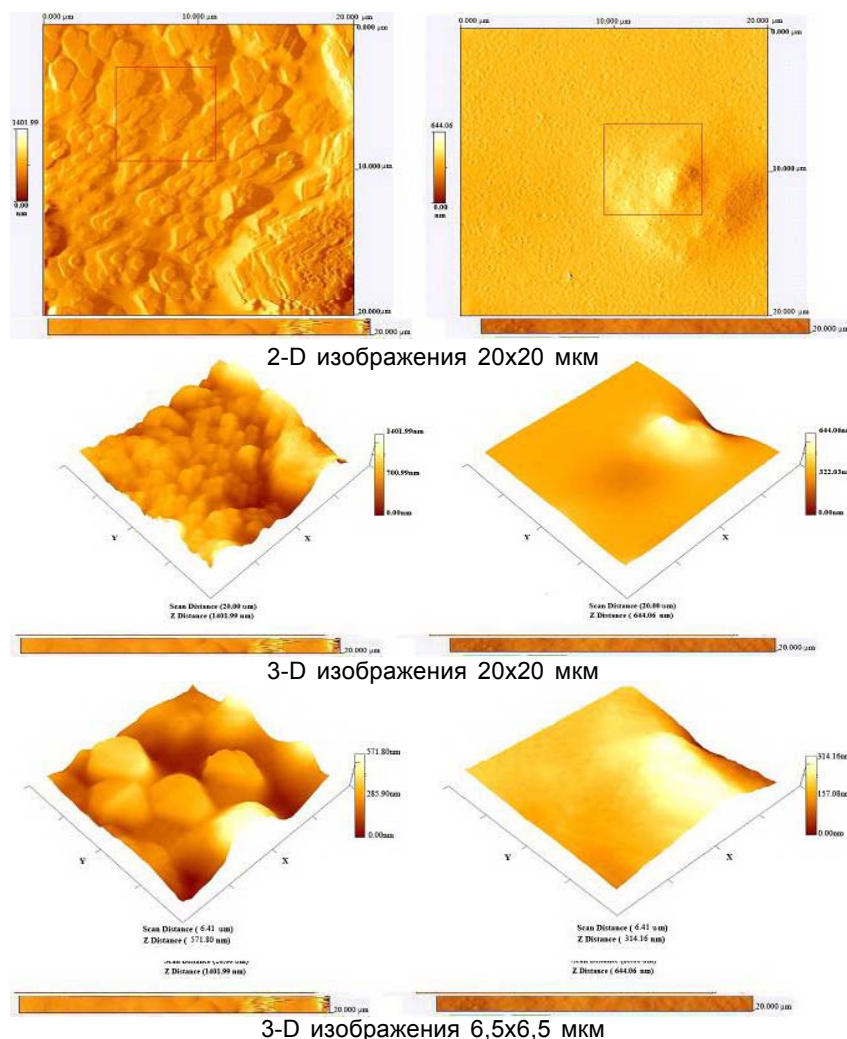 0.000 µm 10.000 µm 20.000 µm
0.000 µm
1401.99
0.00
nm
10.000 µm
20.000 µm
20.000 µm
0.000 µm 10.000 µm 20.000 µm
0.000 µm
644.06
0.00
nm
10.000 µm
20.000 µm
20.000 µm
2-D изображения 20х20 мкм
1401.99nm
700.99nm
0.00nm
Y X
Scan Distance (20.00 um)
Z Distance (1401.99 nm)
20.000 µm
644.06n
322.03n
0.00nm
Y X
Scan Distance (20.00 um)
Z Distance ( 644.06 nm)
20.000 µm
3-D изображения 20х20 мкм
571.80nm
285.90nm
0.00nm
Y X
Scan Distance ( 6.41 um)
Z Distance ( 571.80 nm)
Z Distance (1401.99 nm)
20.000 µm
314.16n
157.08n
0.00nm
Y X
Scan Distance ( 6.41 um)
Z Distance ( 314.16 nm)
Z Distance ( 644.06 nm)
20.000 µm
3-D изображения 6,5х6,5 мкм